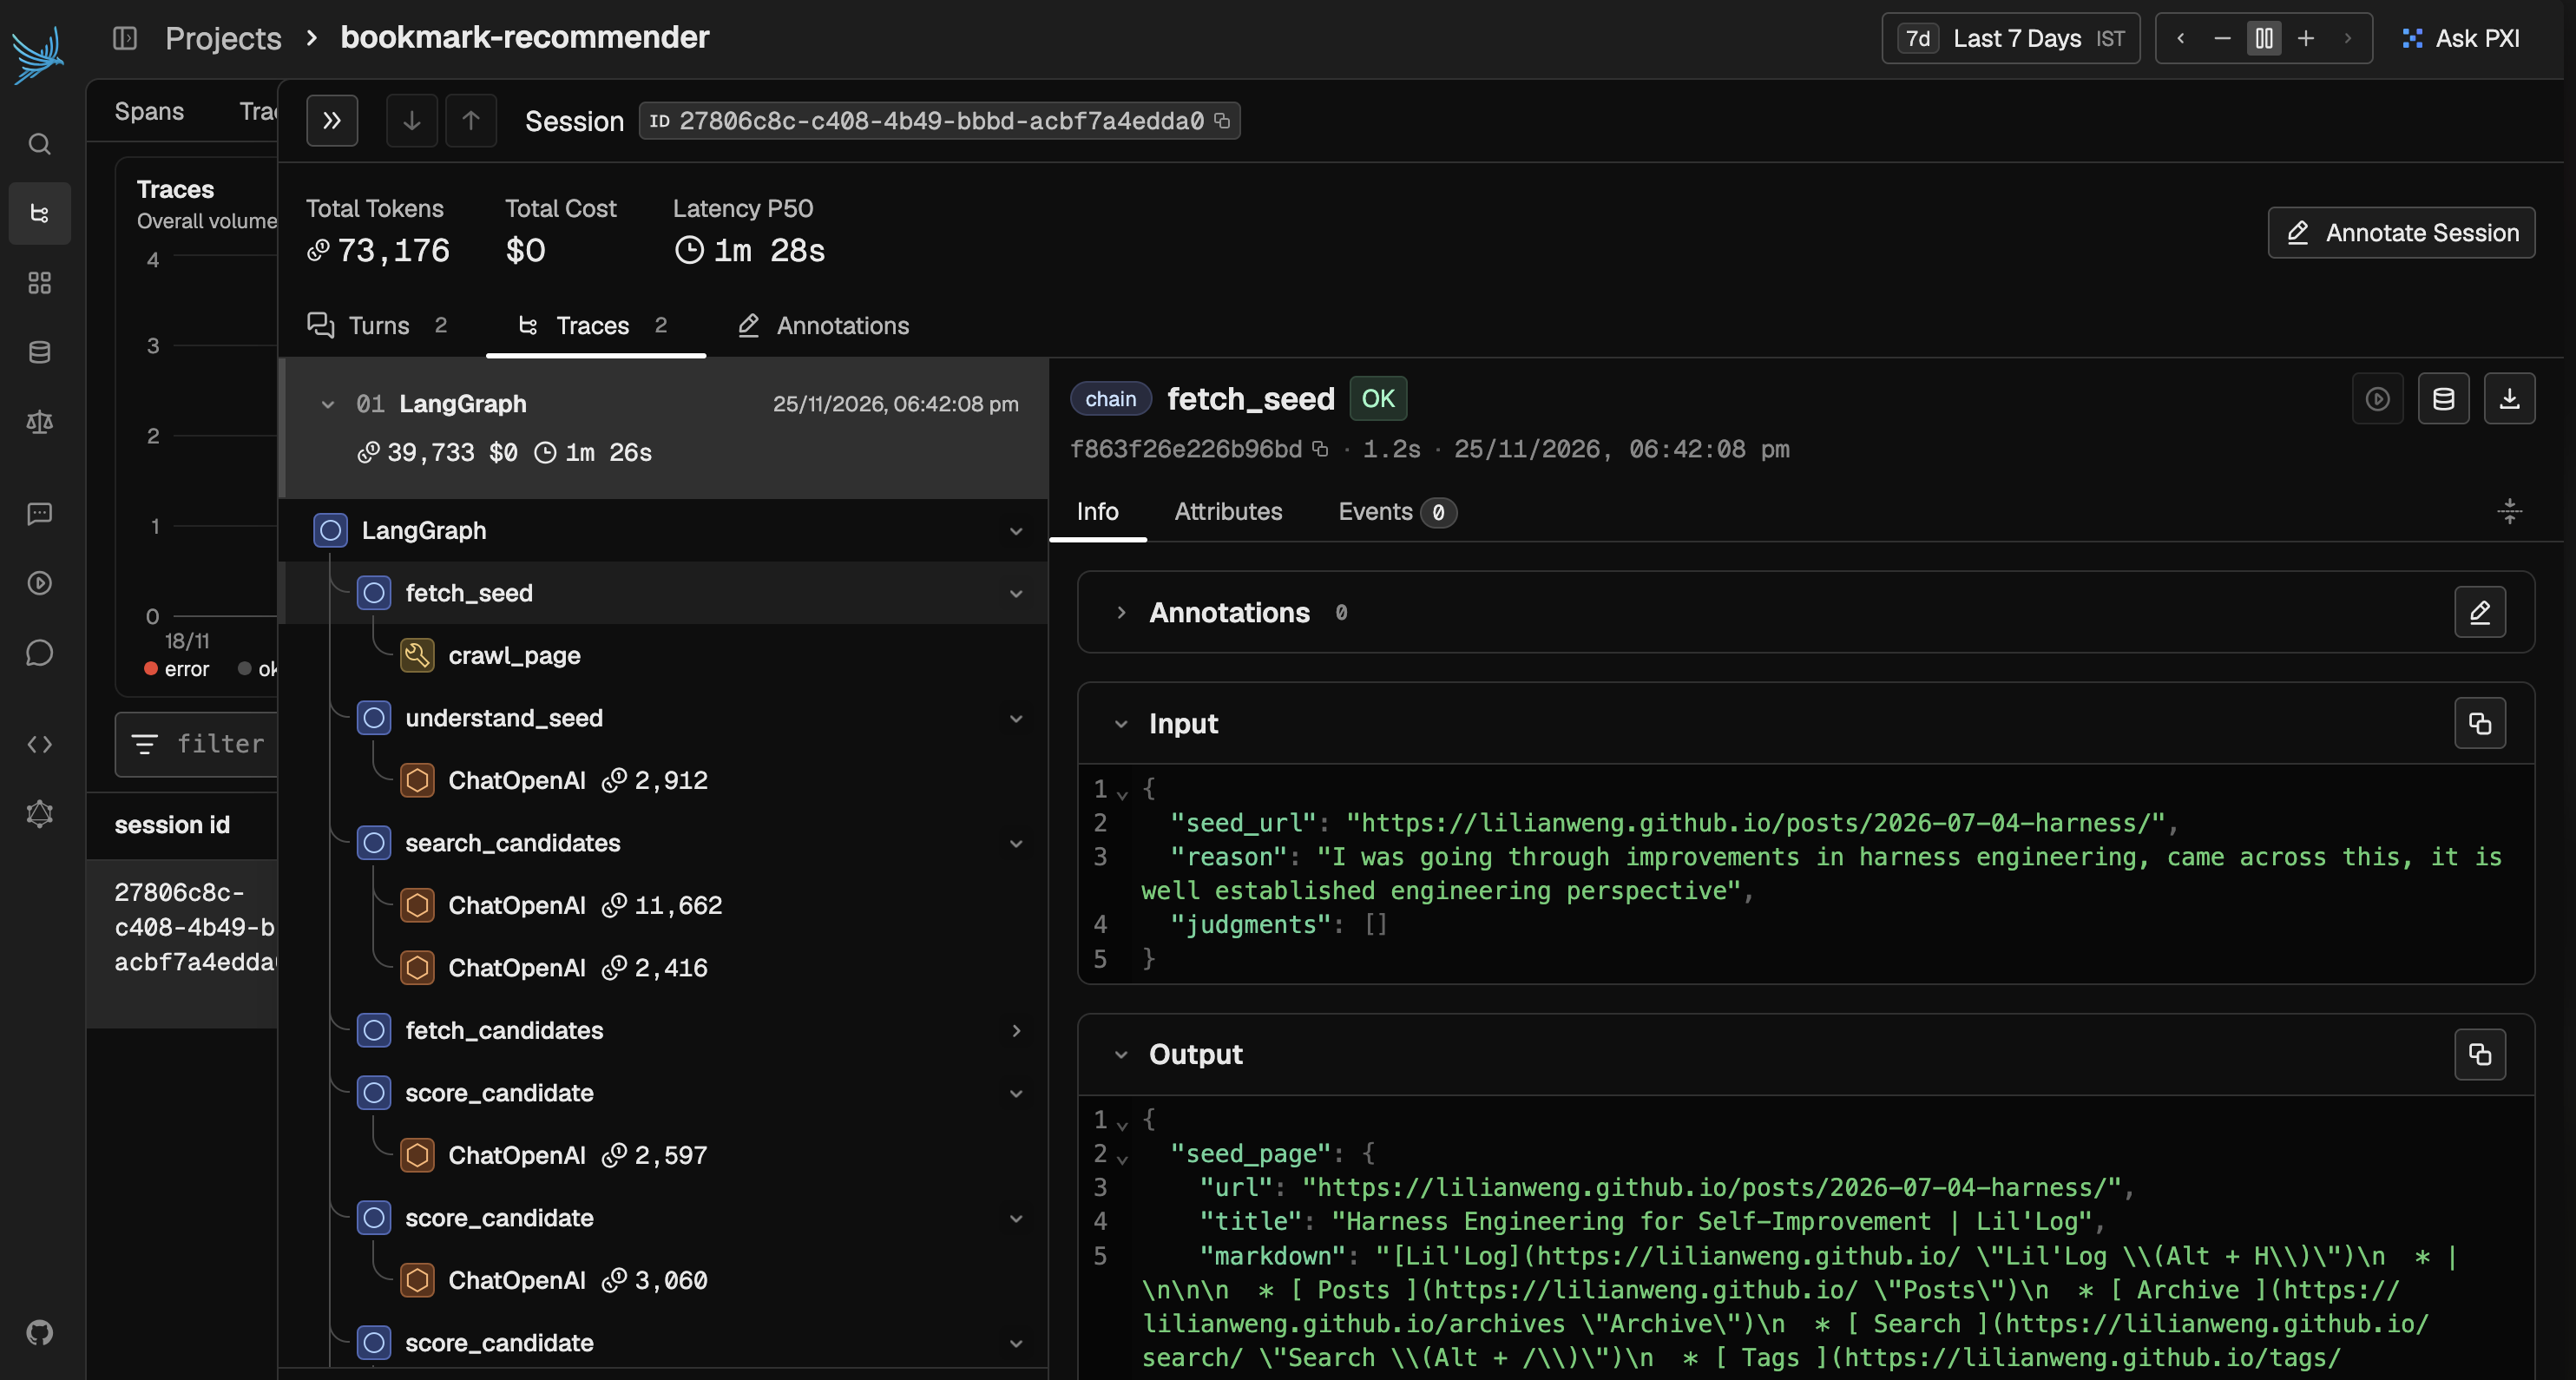 Projects > bookmark-recommender
7d Last 7 Days IST
Ask PXI
Spans
Session
ID 27806c8c-c408-4b49-bbbd-acbf7a4edda0
Traces
Overall volume
4
3
2
1
0
18/11
error
filter
session id
27806c8c-
c408-4b49-b
acbf7a4edda
Total Tokens
73,176
Total Cost
$0
Latency P50
1m 28s
Annotate Session
Turns 2
Traces 2
Annotations
01 LangGraph
25/11/2026, 06:42:08 pm
39,733 $0 1m 26s
LangGraph
fetch_seed
crawl_page
understand_seed
ChatOpenAI 2,912
search_candidates
ChatOpenAI 11,662
ChatOpenAI 2,416
fetch_candidates
score_candidate
ChatOpenAI 2,597
score_candidate
ChatOpenAI 3,060
score_candidate
chain fetch_seed OK
f863f26e226b96bd · 1.2s · 25/11/2026, 06:42:08 pm
Info
Attributes
Events 0
Annotations 0
Input
1 {
2 "seed_url": "https://lilianweng.github.io/posts/2026-07-04-harness/",
3 "reason": "I was going through improvements in harness engineering, came across this, it is
well established engineering perspective",
4 "judgments": []
5 }
Output
1 {
2 "seed_page": {
3 "url": "https://lilianweng.github.io/posts/2026-07-04-harness/",
4 "title": "Harness Engineering for Self-Improvement | Lil'Log",
5 "markdown": "[Lil'Log](https://lilianweng.github.io/ \"Lil'Log \\(Alt + H\\)\")\n  * |
\n\n\n  * [ Posts ](https://lilianweng.github.io/ \"Posts\")\n  * [ Archive ](https://
lilianweng.github.io/archives \"Archive\")\n  * [ Search ](https://lilianweng.github.io/
search/ \"Search \\(Alt + /\\)\")\n  * [ Tags ](https://lilianweng.github.io/tags/